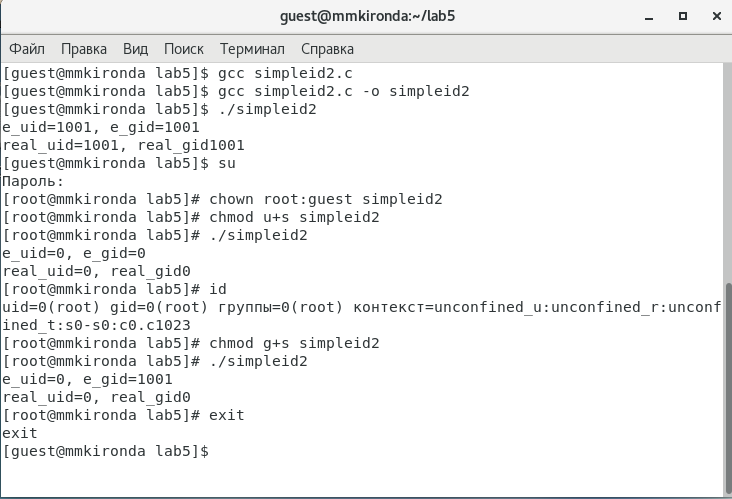 guest@mmkironda:~/lab5
Файл Правка Вид Поиск Терминал Справка
[guest@mmkironda lab5]$ gcc simpleid2.c
[guest@mmkironda lab5]$ gcc simpleid2.c -o simpleid2
[guest@mmkironda lab5]$ ./simpleid2
e_uid=1001, e_gid=1001
real_uid=1001, real_gid1001
[guest@mmkironda lab5]$ su
Пароль:
[root@mmkironda lab5]# chown root:guest simpleid2
[root@mmkironda lab5]# chmod u+s simpleid2
[root@mmkironda lab5]# ./simpleid2
e_uid=0, e_gid=0
real_uid=0, real_gid0
[root@mmkironda lab5]# id
uid=0(root) gid=0(root) группы=0(root) контекст=unconfined_u:unconfined_r:unconf
ined_t:s0-s0:c0.c1023
[root@mmkironda lab5]# chmod g+s simpleid2
[root@mmkironda lab5]# ./simpleid2
e_uid=0, e_gid=1001
real_uid=0, real_gid0
[root@mmkironda lab5]# exit
exit
[guest@mmkironda lab5]$